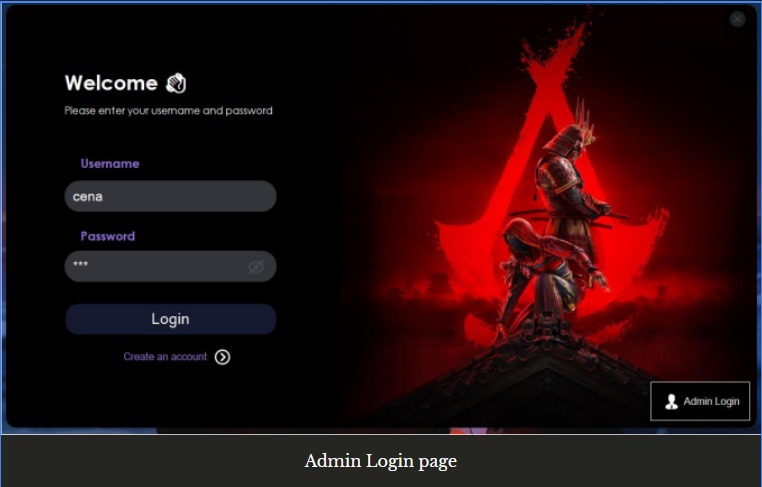 Welcome
Please enter your username and password
Username
cena
Password
***
Login
Create an account
Admin Login
Admin Login page